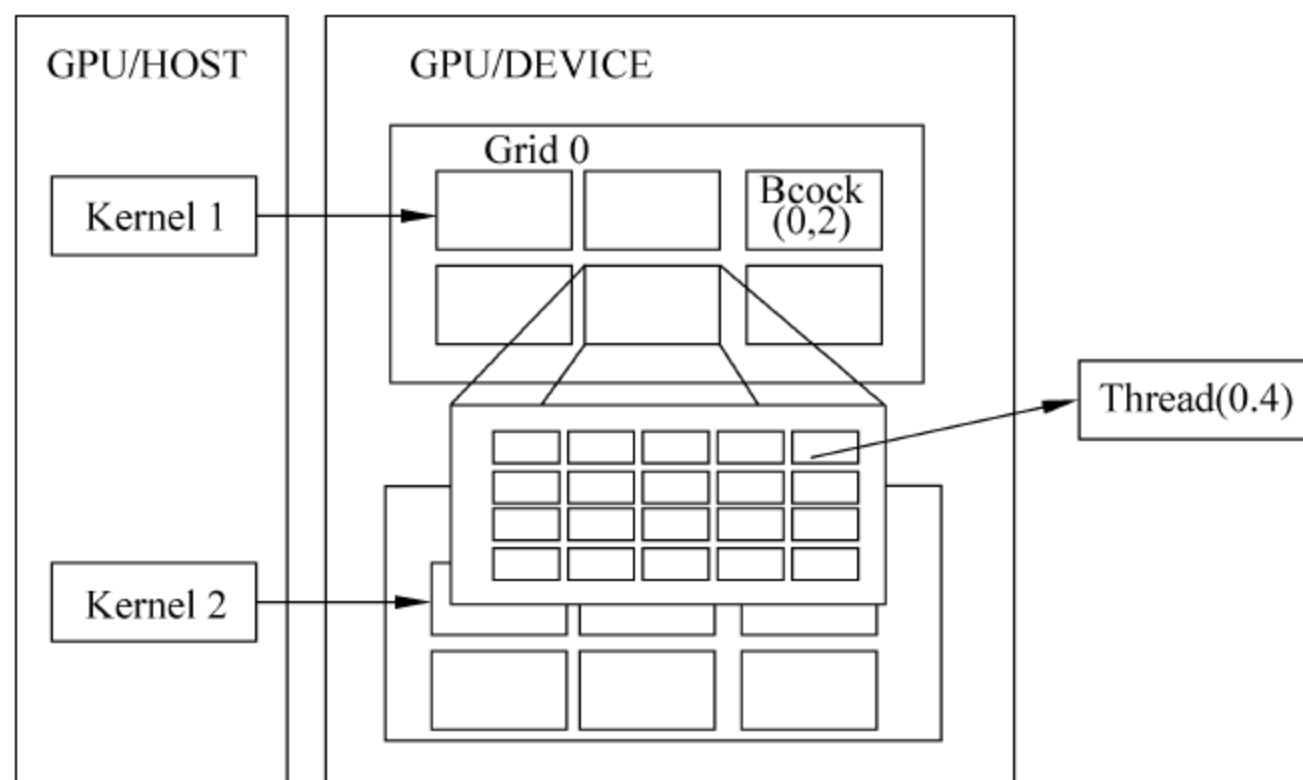 GPU/HOST
GPU/DEVICE
Grid 0
Kernel 1
Bcock
(0,2)
Thread(0.4)
Kernel 2